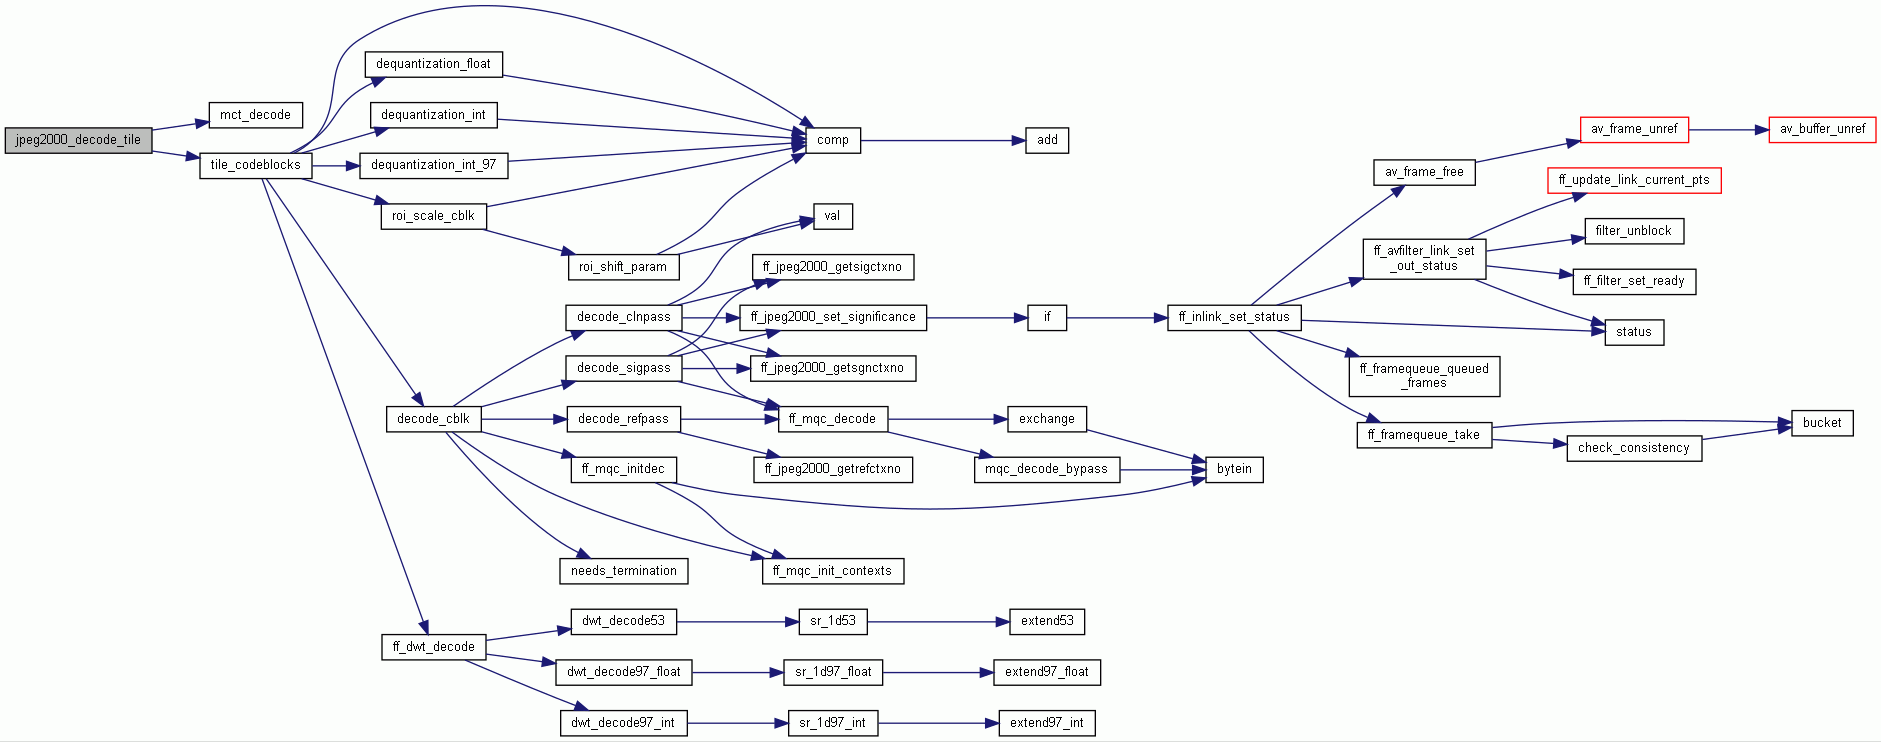 jpeg2000_decode_tile
mct_decode
tile_codeblocks
dequantization_float
dequantization_int
dequantization_int_97
roi_scale_cblk
roi_shift_param
decode_cblk
decode_clnpass
decode_sigpass
decode_refpass
ff_mqc_initdec
needs_termination
ff_dwt_decode
dwt_decode53
dwt_decode97_float
dwt_decode97_int
comp
val
ff_jpeg2000_getsigctxno
ff_jpeg2000_set_significance
ff_jpeg2000_getsgnctxno
ff_mqc_decode
ff_jpeg2000_getrefctxno
ff_mqc_init_contexts
sr_1d53
sr_1d97_float
sr_1d97_int
add
if
exchange
mqc_decode_bypass
extend53
extend97_float
extend97_int
bytein
ff_inlink_set_status
av_frame_free
ff_avfilter_link_set
_out_status
ff_framequeue_queued
_frames
ff_framequeue_take
av_frame_unref
ff_update_link_current_pts
filter_unblock
ff_filter_set_ready
status
check_consistency
av_buffer_unref
bucket